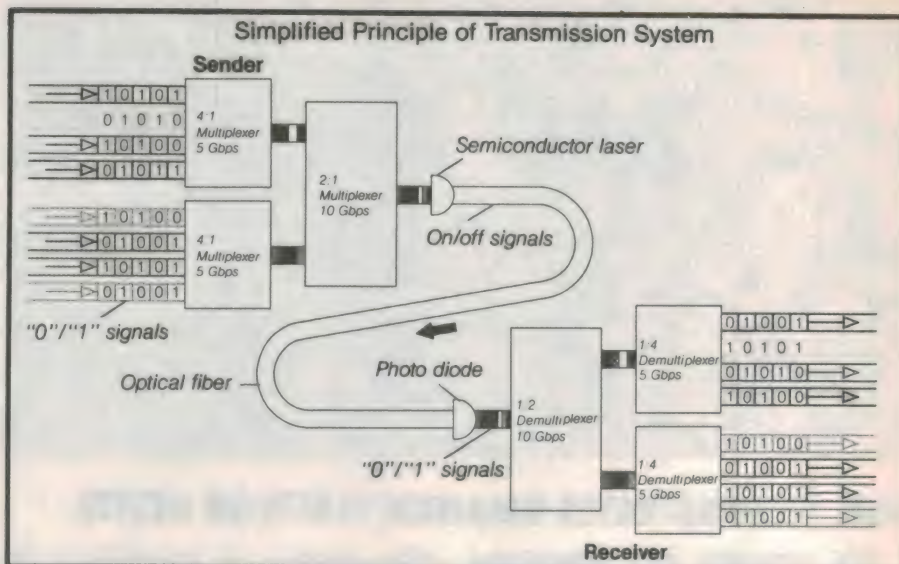 Simplified Principle of Transmission System
Sender
1 0 1 0 1
0 1 0 1 0
1 0 1 0 0
0 1 0 1 1
4:1
Multiplexer
5 Gbps
1 0 1 0 0
0 1 0 0 1
1 0 1 0 1
0 1 0 0 1
4:1
Multiplexer
5 Gbps
"0"/"1" signals
2:1
Multiplexer
10 Gbps
Semiconductor laser
On/off signals
Optical fiber
Photo diode
"0"/"1" signals
1:2
Demultiplexer
10 Gbps
1:4
Demultiplexer
5 Gbps
0 1 0 0 1
1 0 1 0 1
0 1 0 1 0
1 0 1 0 0
1:4
Demultiplexer
5 Gbps
1 0 1 0 0
0 1 0 0 1
1 0 1 0 1
0 1 0 0 1
Receiver